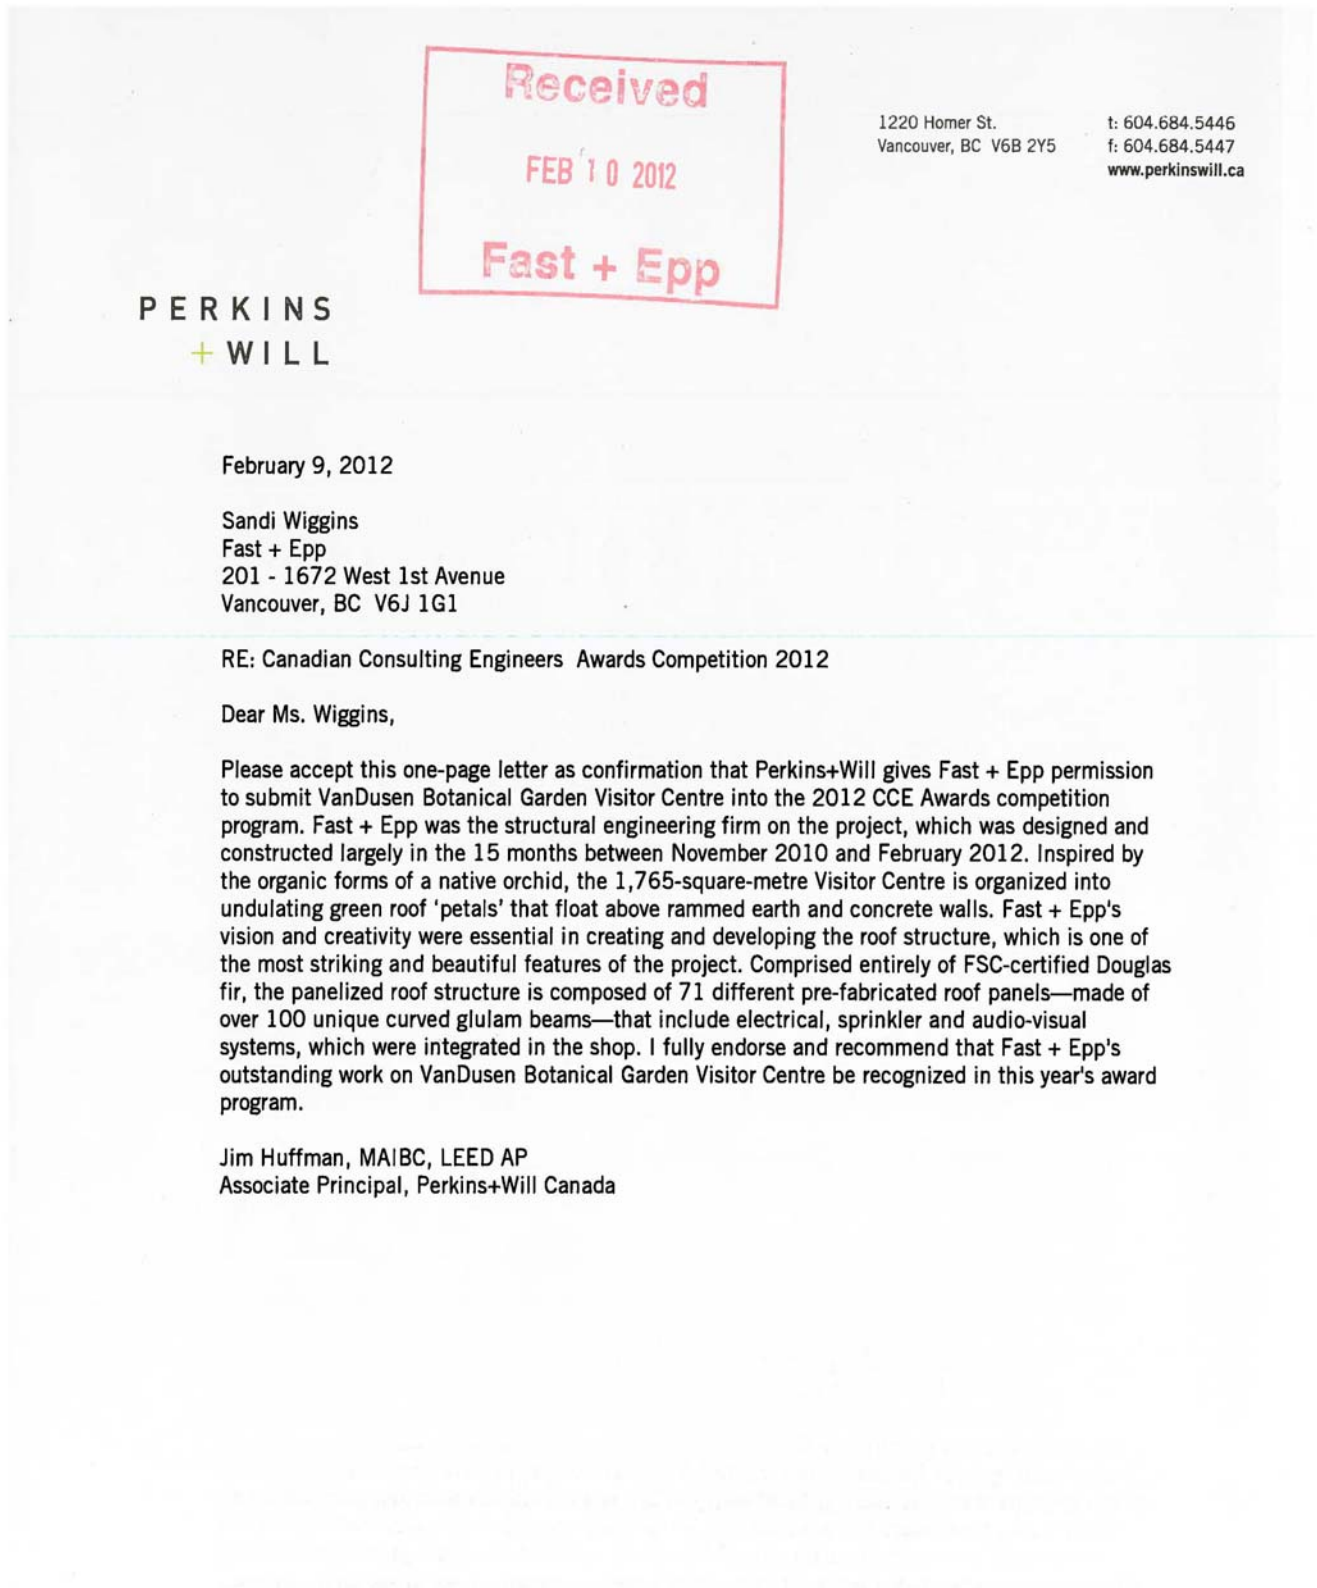 Received
FEB 10 2012
Fast + Epp
1220 Homer St.
Vancouver, BC V6B 2Y5
t: 604.684.5446
f: 604.684.5447
www.perkinswill.ca
PERKINS
+ WILL
February 9, 2012
Sandi Wiggins
Fast + Epp
201 - 1672 West 1st Avenue
Vancouver, BC V6J 1G1
RE: Canadian Consulting Engineers Awards Competition 2012
Dear Ms. Wiggins,
Please accept this one-page letter as confirmation that Perkins+Will gives Fast + Epp permission
to submit VanDusen Botanical Garden Visitor Centre into the 2012 CCE Awards competition
program. Fast + Epp was the structural engineering firm on the project, which was designed and
constructed largely in the 15 months between November 2010 and February 2012. Inspired by
the organic forms of a native orchid, the 1,765-square-metre Visitor Centre is organized into
undulating green roof ‘petals’ that float above rammed earth and concrete walls. Fast + Epp's
vision and creativity were essential in creating and developing the roof structure, which is one of
the most striking and beautiful features of the project. Comprised entirely of FSC-certified Douglas
fir, the panelized roof structure is composed of 71 different pre-fabricated roof panels—made of
over 100 unique curved glulam beams—that include electrical, sprinkler and audio-visual
systems, which were integrated in the shop. I fully endorse and recommend that Fast + Epp's
outstanding work on VanDusen Botanical Garden Visitor Centre be recognized in this year's award
program.
Jim Huffman, MAIBC, LEED AP
Associate Principal, Perkins+Will Canada